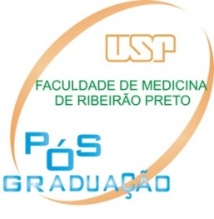 USP
FACULDADE DE MEDICINA
DE RIBEIRÃO PRETO
PÓS
GRADUAÇÃO